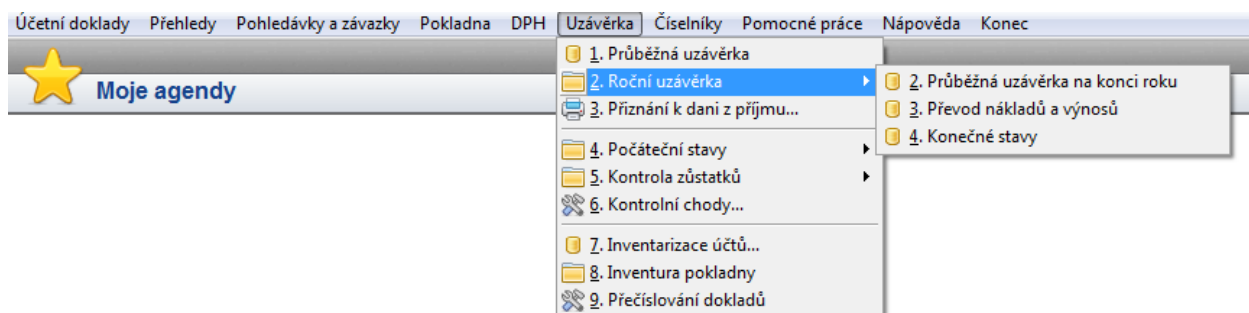 Účetní doklady Přehledy Pohledávky a závazky Pokladna DPH Uzávěrka Číselníky Pomocné práce Nápověda Konec
Moje agendy
1. Průběžná uzávěrka
2. Roční uzávěrka
3. Přiznání k dani z příjmu...
4. Počáteční stavy
5. Kontrola zůstatků
6. Kontrolní chody...
7. Inventarizace účtů...
8. Inventura pokladny
9. Přečíslování dokladů
2. Průběžná uzávěrka na konci roku
3. Převod nákladů a výnosů
4. Konečné stavy